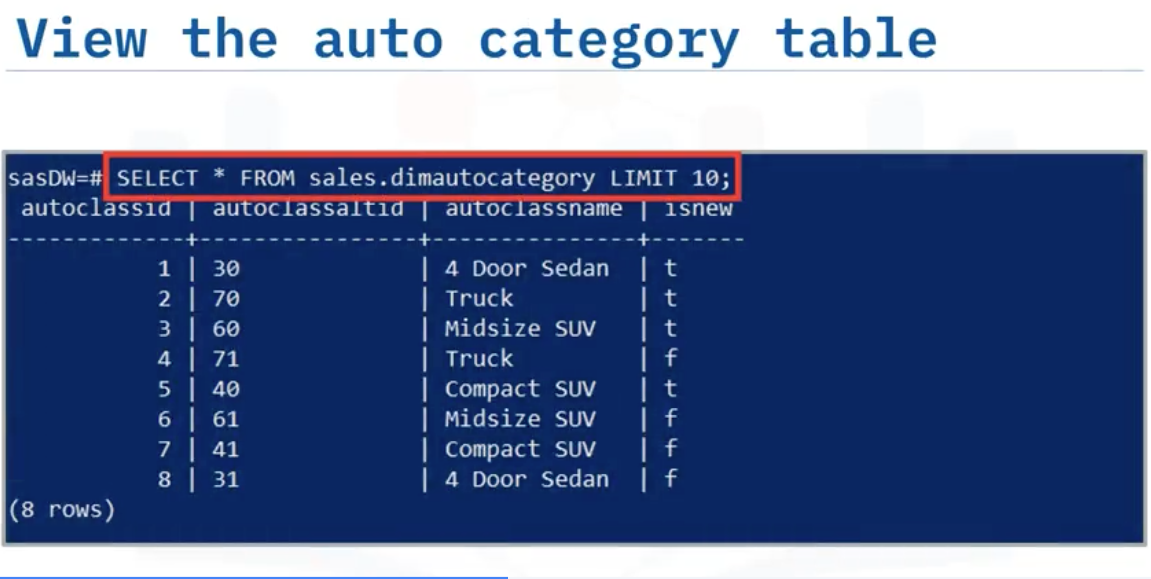 View the auto category table
sasDW=# SELECT * FROM sales.dimautocategory LIMIT 10;
 autoclassid | autoclassaltid | autoclassname | isnew
-------------+----------------+---------------+-------
           1 | 30             | 4 Door Sedan  | t
           2 | 70             | Truck         | t
           3 | 60             | Midsize SUV   | t
           4 | 71             | Truck         | f
           5 | 40             | Compact SUV   | t
           6 | 61             | Midsize SUV   | f
           7 | 41             | Compact SUV   | f
           8 | 31             | 4 Door Sedan  | f
(8 rows)